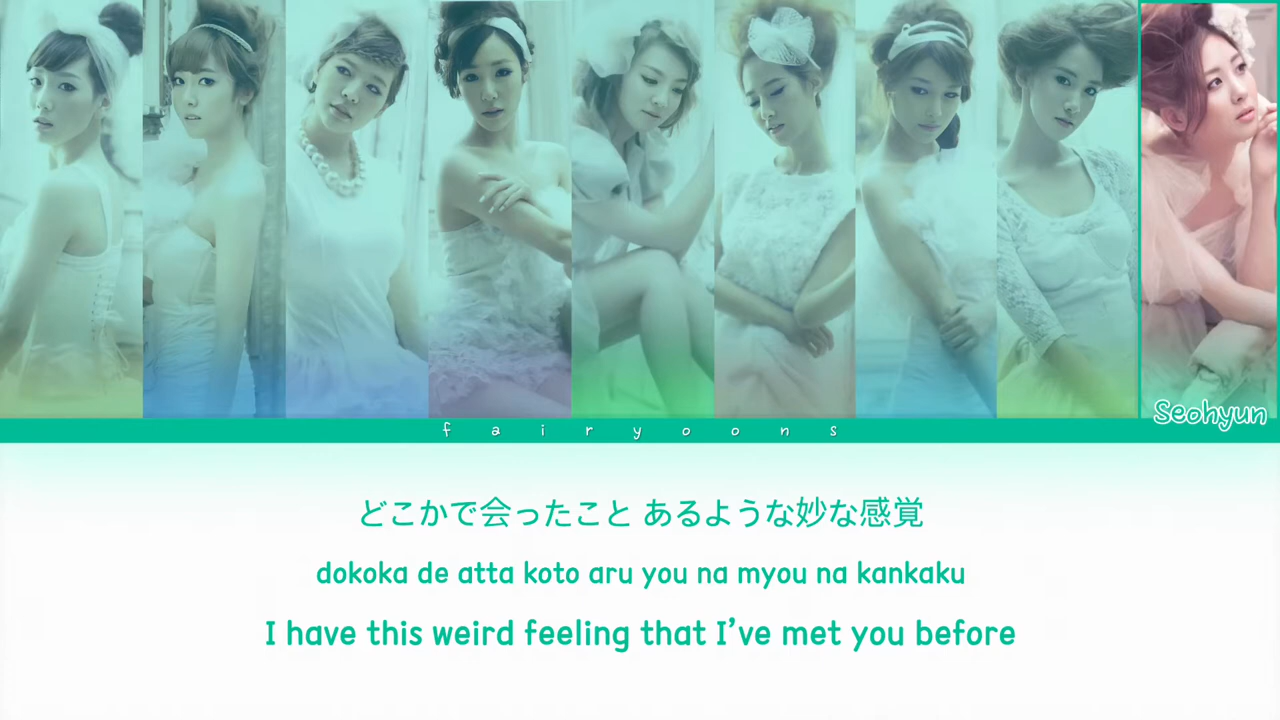 Seohyun
f a i r y o o n s
どこかで会ったこと あるような妙な感覚
dokoka de atta koto aru you na myou na kankaku
I have this weird feeling that I've met you before